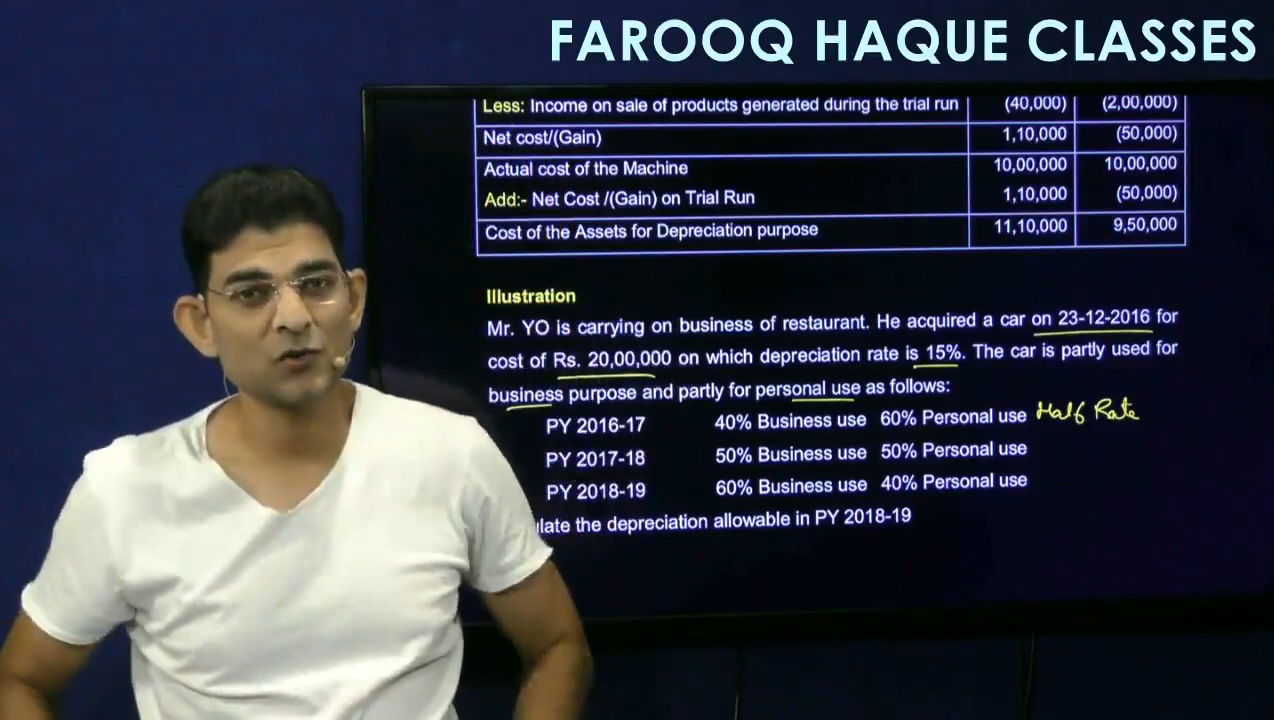 FAROOQ HAQUE CLASSES
Less: Income on sale of products generated during the trial run (40,000) (2,00,000)
Net cost/(Gain) 1,10,000 (50,000)
Actual cost of the Machine 10,00,000 10,00,000
Add:- Net Cost /(Gain) on Trial Run 1,10,000 (50,000)
Cost of the Assets for Depreciation purpose 11,10,000 9,50,000
Illustration
Mr. YO is carrying on business of restaurant. He acquired a car on 23-12-2016 for
cost of Rs. 20,00,000 on which depreciation rate is 15%. The car is partly used for
business purpose and partly for personal use as follows:
PY 2016-17 40% Business use 60% Personal use Half Rate
PY 2017-18 50% Business use 50% Personal use
PY 2018-19 60% Business use 40% Personal use
the depreciation allowable in PY 2018-19